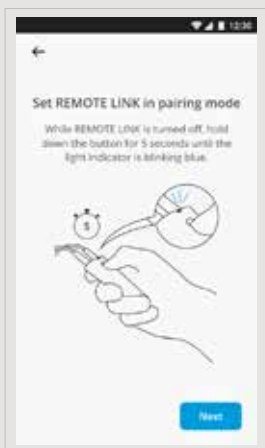 12:30
Set REMOTE LINK in pairing mode
While REMOTE LINK is turned off, hold
down the button for 5 seconds until the
light indicator is blinking blue.
5
Next